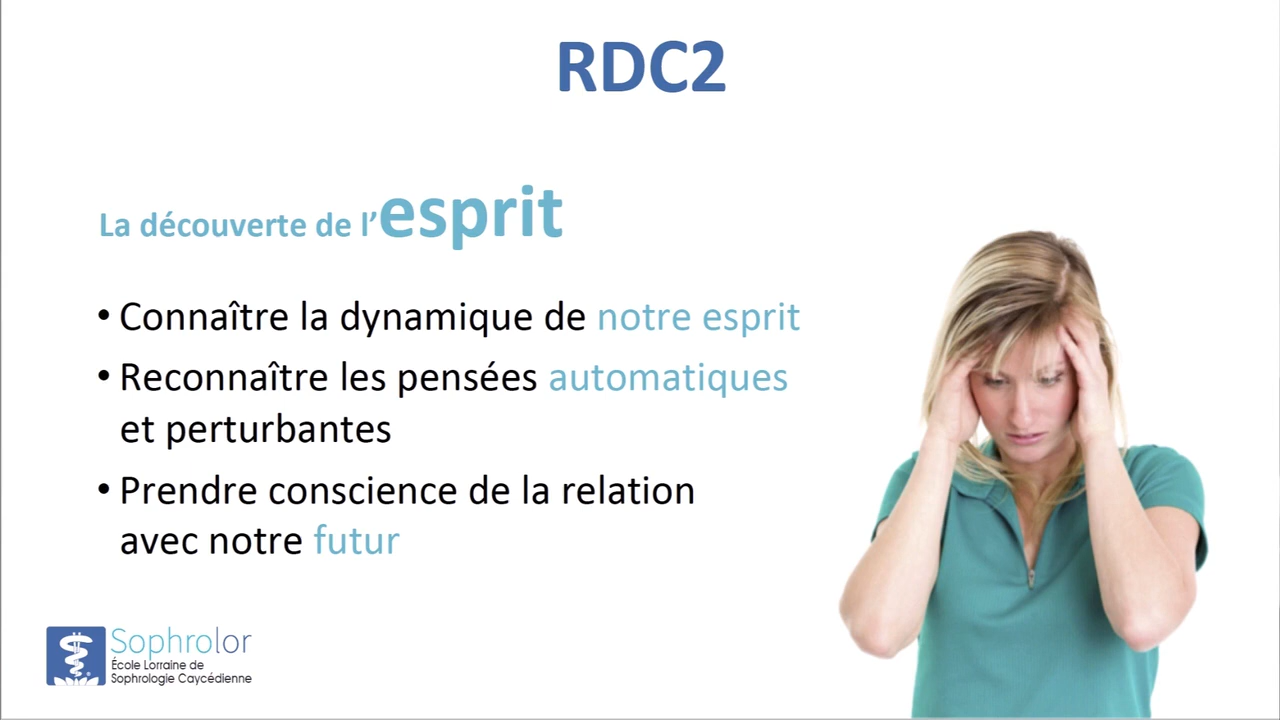 RDC2
La découverte de l’esprit
• Connaître la dynamique de notre esprit
• Reconnaître les pensées automatiques
et perturbantes
• Prendre conscience de la relation
avec notre futur
Sophrolor
École Lorraine de
Sophrologie Caycédienne